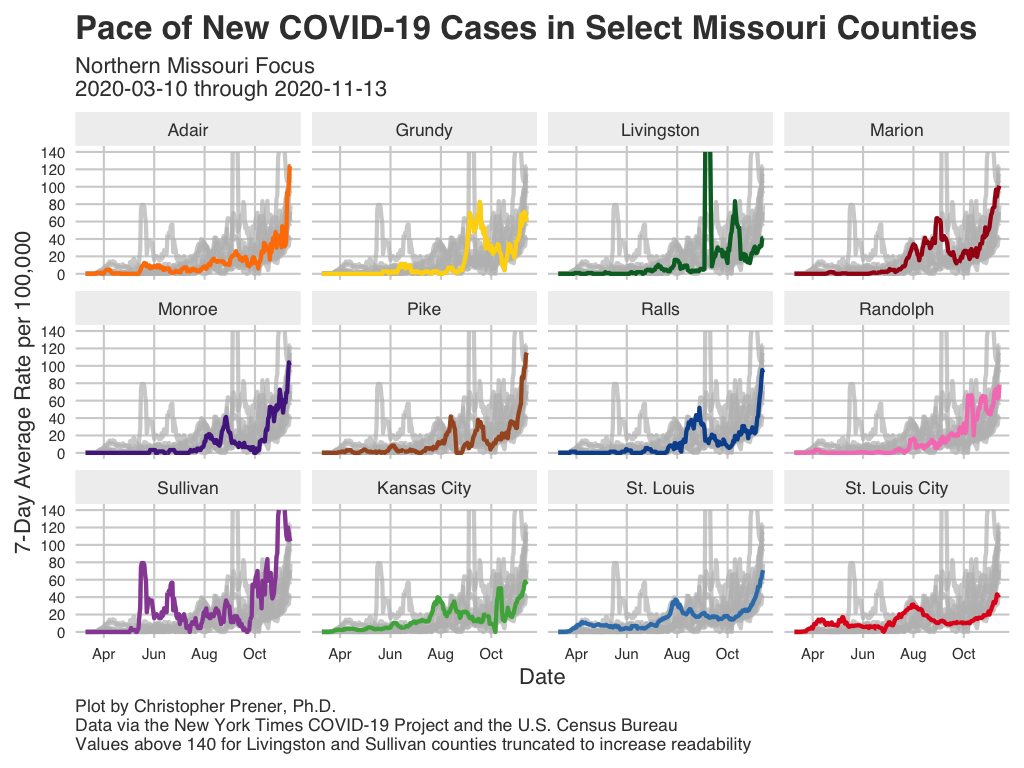 Pace of New COVID-19 Cases in Select Missouri Counties
Northern Missouri Focus
2020-03-10 through 2020-11-13
Adair
Grundy
Livingston
Marion
140
120
100
80
60
40
20
0
Monroe
Pike
Ralls
Randolph
140
120
100
80
60
40
20
0
Sullivan
Kansas City
St. Louis
St. Louis City
140
120
100
80
60
40
20
0
7-Day Average Rate per 100,000
Apr Jun Aug Oct
Apr Jun Aug Oct
Apr Jun Aug Oct
Apr Jun Aug Oct
Date
Plot by Christopher Prener, Ph.D.
Data via the New York Times COVID-19 Project and the U.S. Census Bureau
Values above 140 for Livingston and Sullivan counties truncated to increase readability